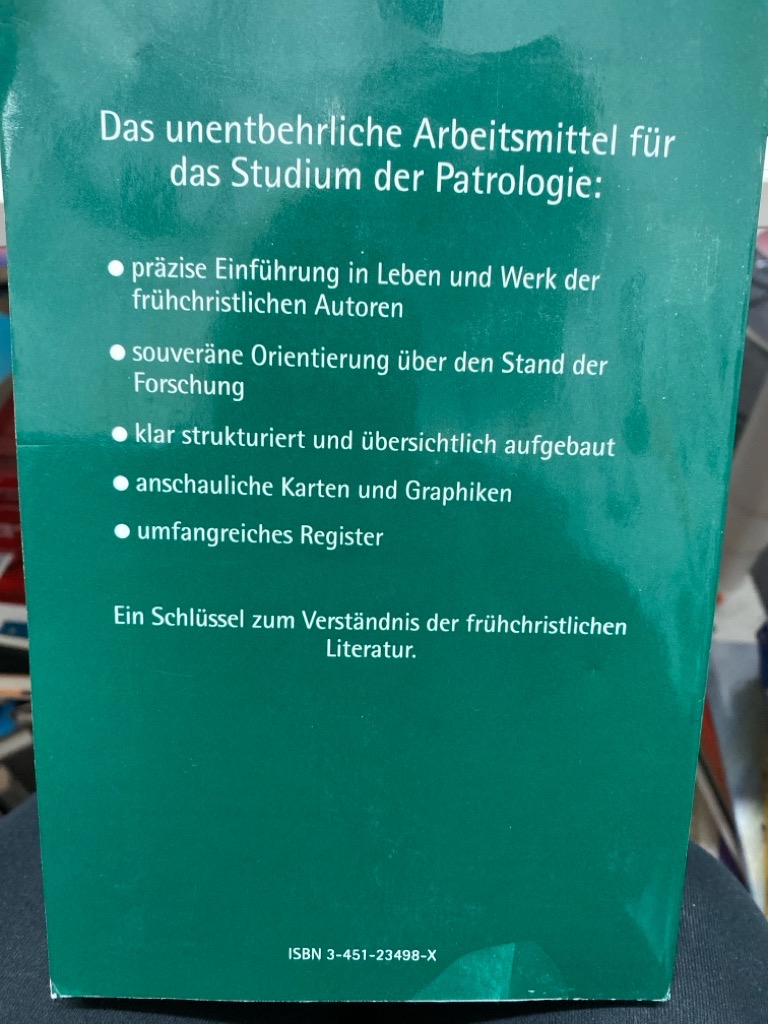 Das unentbehrliche Arbeitsmittel für
das Studium der Patrologie:
● präzise Einführung in Leben und Werk der
frühchristlichen Autoren
● souveräne Orientierung über den Stand der
Forschung
● klar strukturiert und übersichtlich aufgebaut
● anschauliche Karten und Graphiken
● umfangreiches Register
Ein Schlüssel zum Verständnis der frühchristlichen
Literatur.
ISBN 3-451-23498-X